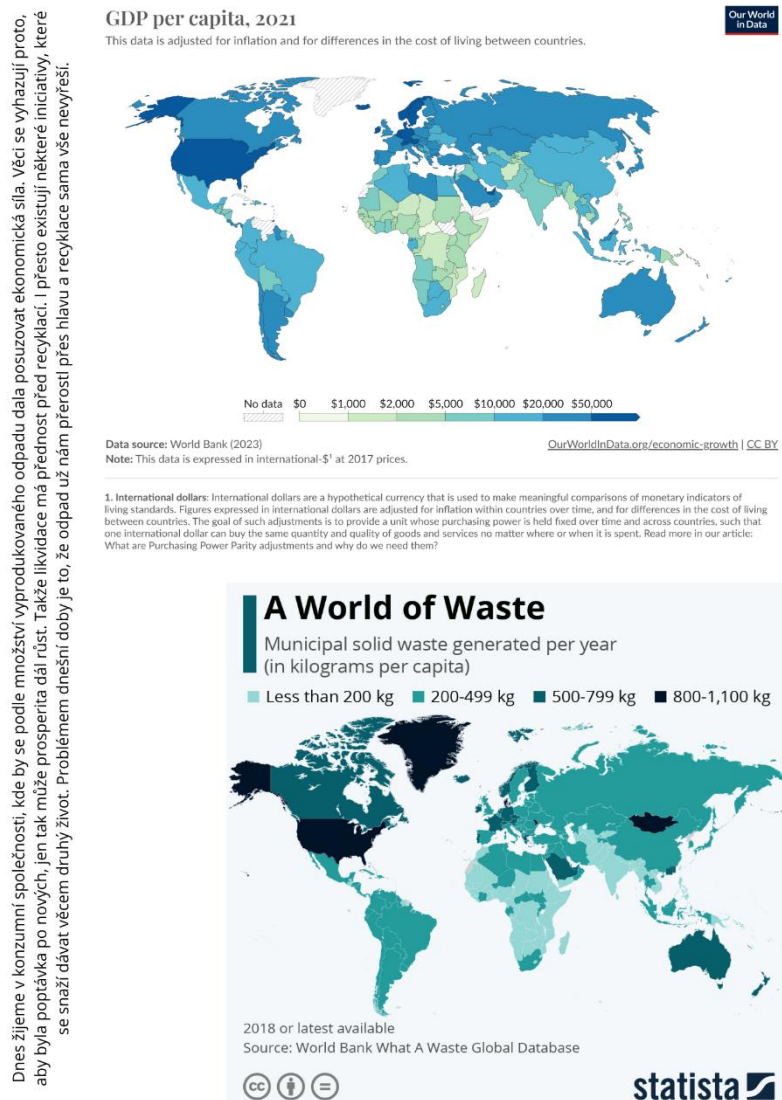 Dnes žijeme v konzumní společnosti, kde by se podle množství vyprodukovaného odpadu dala posuzovat ekonomická síla. Věci se vyhazují proto,
aby byla poptávka po nových, jen tak může prosperita dál růst. Takže likvidace má přednost před recyklací. I přesto existují některé iniciativy, které
se snaží dávat věcem druhý život. Problémem dnešní doby je to, že odpad už nám přerostl přes hlavu a recyklace sama vše nevyřeší.
GDP per capita, 2021
This data is adjusted for inflation and for differences in the cost of living between countries.
Our World
in Data
No data $0 $1,000 $2,000 $5,000 $10,000 $20,000 $50,000
Data source: World Bank (2023)
OurWorldInData.org/economic-growth | CC BY
Note: This data is expressed in international-$¹ at 2017 prices.
1. International dollars: International dollars are a hypothetical currency that is used to make meaningful comparisons of monetary indicators of
living standards. Figures expressed in international dollars are adjusted for inflation within countries over time, and for differences in the cost of living
between countries. The goal of such adjustments is to provide a unit whose purchasing power is held fixed over time and across countries, such that
one international dollar can buy the same quantity and quality of goods and services no matter where or when it is spent. Read more in our article:
What are Purchasing Power Parity adjustments and why do we need them?
A World of Waste
Municipal solid waste generated per year
(in kilograms per capita)
Less than 200 kg 200-499 kg 500-799 kg 800-1,100 kg
2018 or latest available
Source: World Bank What A Waste Global Database
cc
statista